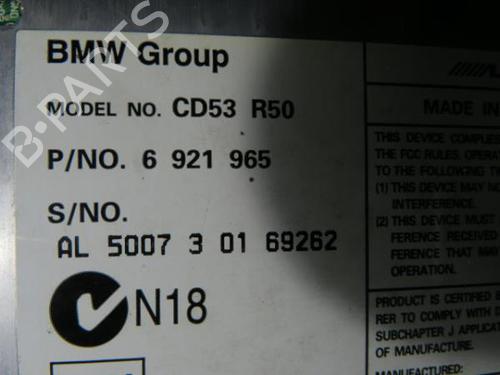 BMW Group
MODEL NO. CD53 R50
P/NO. 6 921 965
S/NO.
AL 5007 3 01 69262
N18
B-PARTS
MADE IN
THIS DEVICE COMPLIES
THE FCC RULES, OPERA
TO THE FOLLOWING TW
(1) THIS DEVICE MAY NO
INTERFERENCE.
(2) THIS DEVICE MUST
FERENCE RECEIVED
FERENCE THAT MAY
OPERATION.
PRODUCT IS CERTIFIED B
RER TO COMPLY WITH D
SUBCHAPTER J APPLICA
OF MANUFACTURE.
MANUFACTURED: